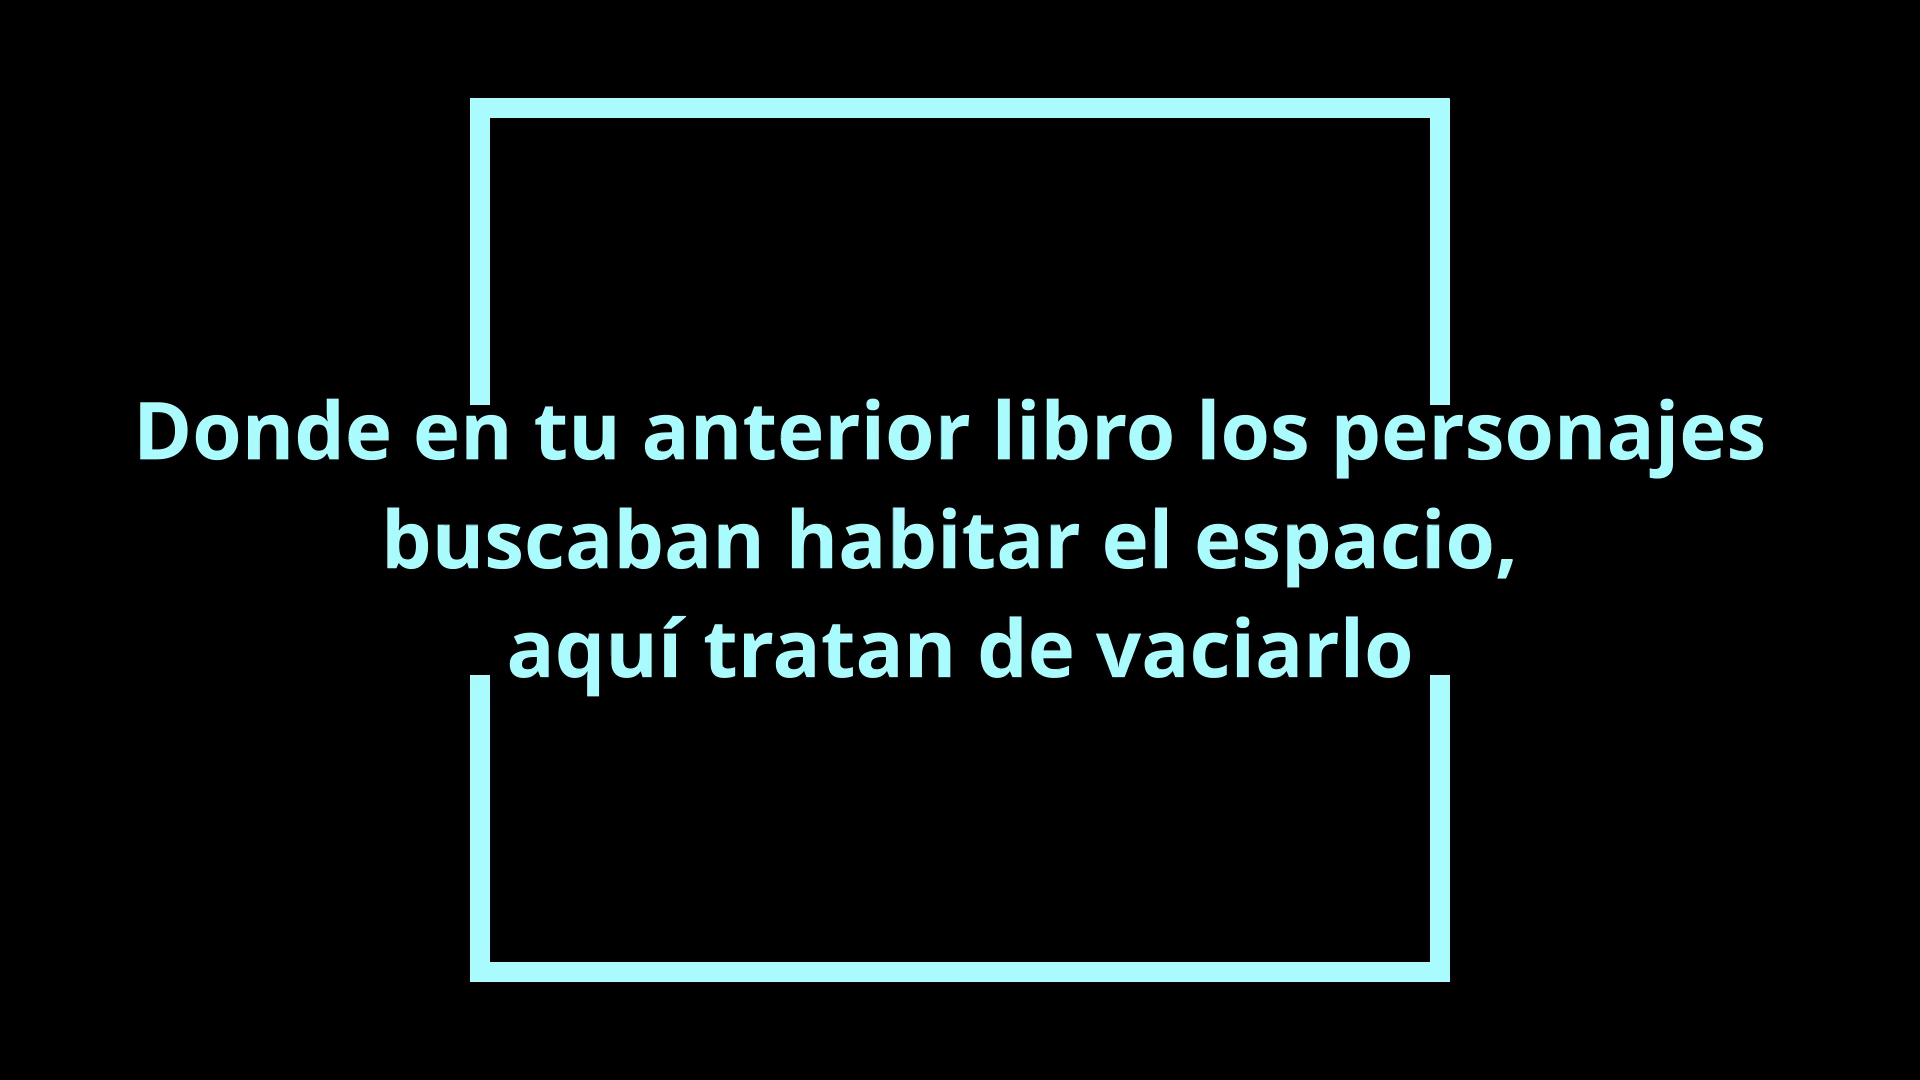 Donde en tu anterior libro los personajes
buscaban habitar el espacio,
aquí tratan de vaciarlo